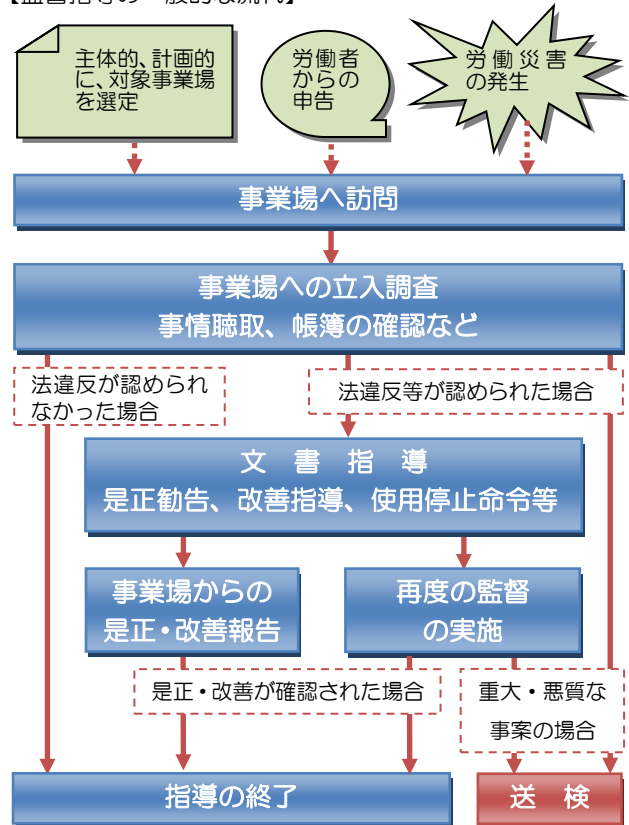 主体的、計画的
に、対象事業場
を選定
労働者
からの
申告
労働災害
の発生
事業場へ訪問
事業場への立入調査
事情聴取、帳簿の確認など
法違反が認められ
なかった場合
法違反等が認められた場合
文 書 指 導
是正勧告、改善指導、使用停止命令等
事業場からの
是正・改善報告
再度の監督
の実施
是正・改善が確認された場合
重大・悪質な
事案の場合
指導の終了
送 検